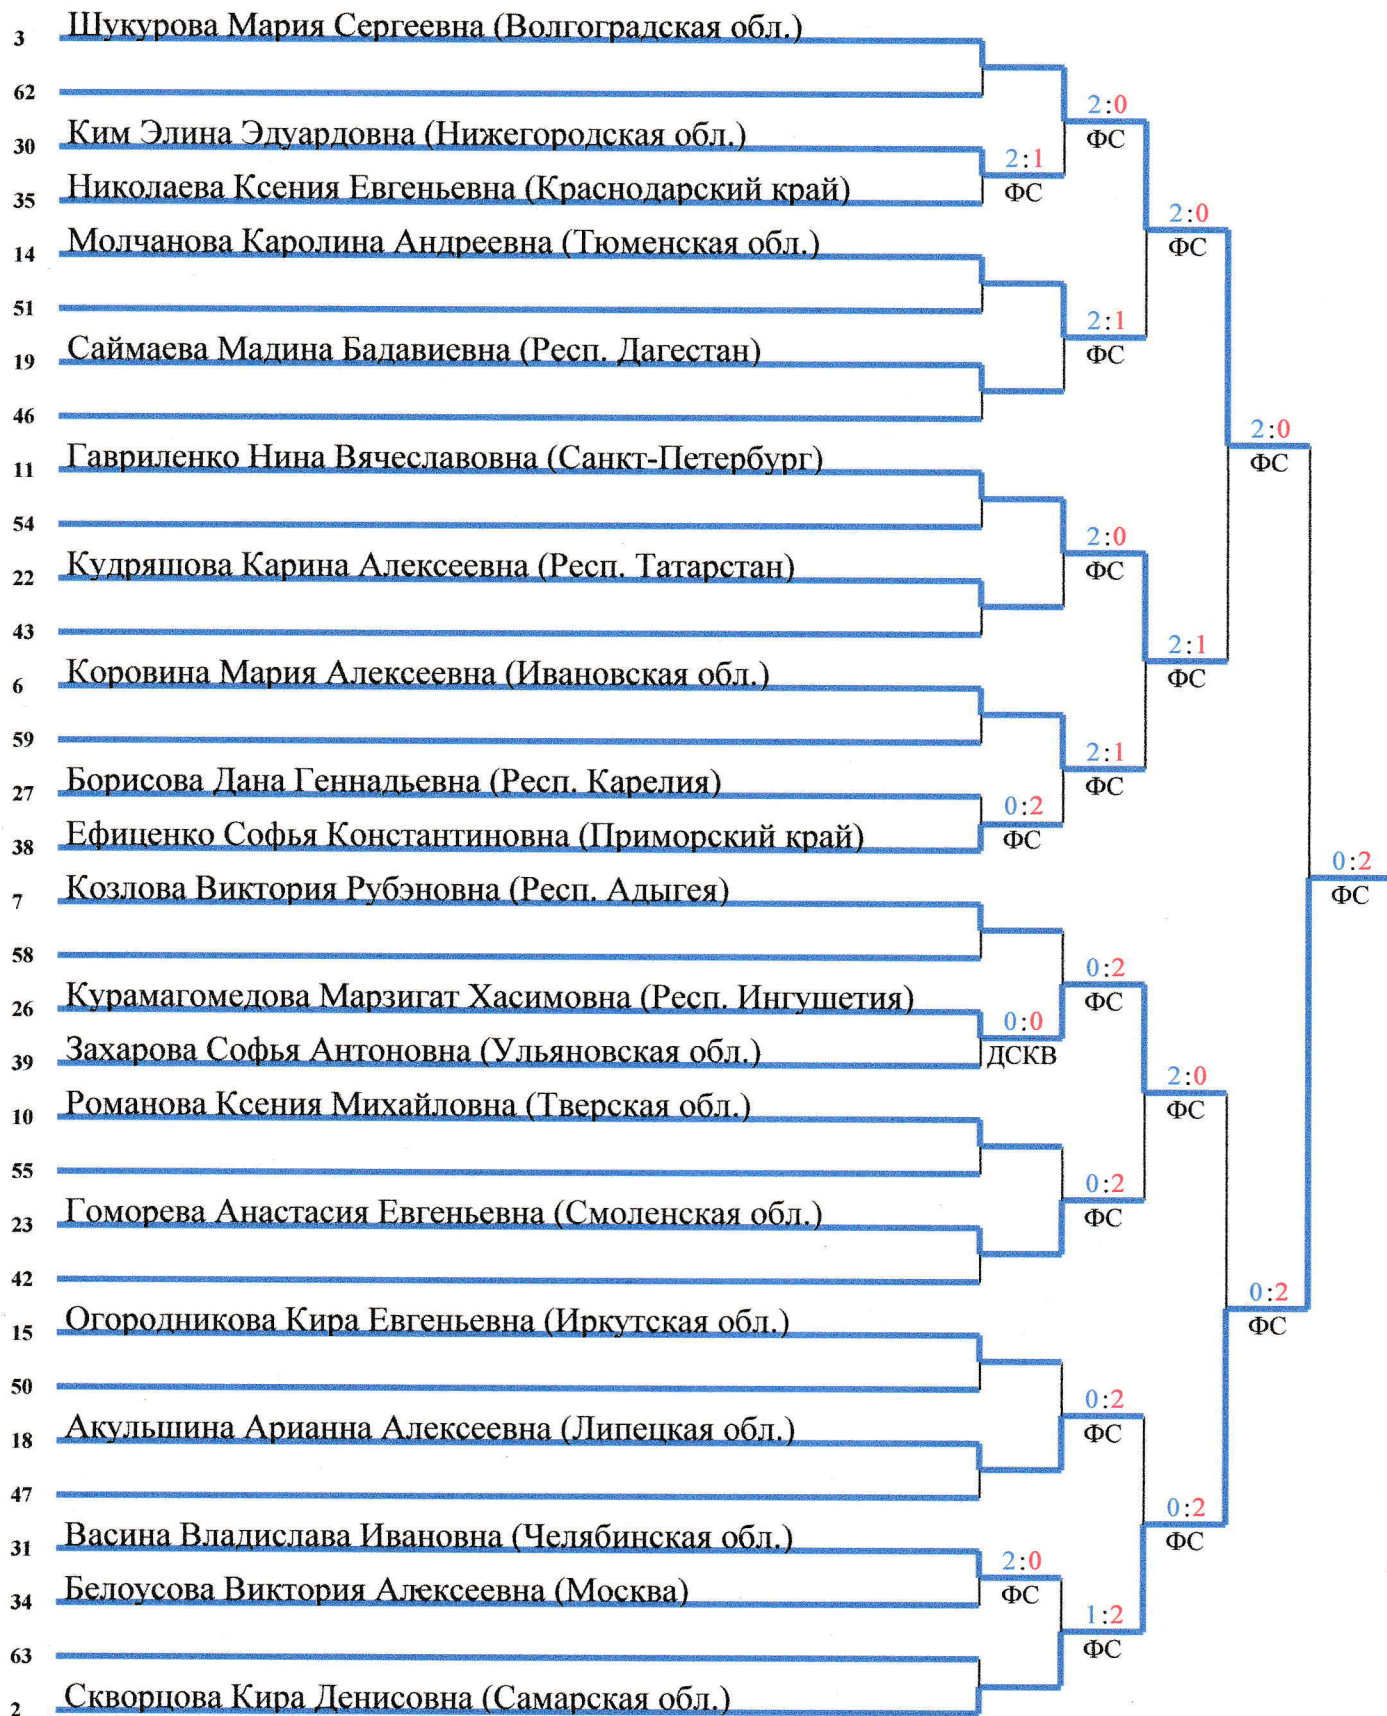 3 Шукурова Мария Сергеевна (Волгоградская обл.)
62
2:0
ФС
30 Ким Элина Эдуардовна (Нижегородская обл.)
2:1
ФС
35 Николаева Ксения Евгеньевна (Краснодарский край)
2:0
ФС
14 Молчанова Каролина Андреевна (Тюменская обл.)
51
2:1
ФС
19 Саймаева Мадина Бадавиевна (Респ. Дагестан)
46
2:0
ФС
11 Гавриленко Нина Вячеславовна (Санкт-Петербург)
54
2:0
ФС
22 Кудряшова Карина Алексеевна (Респ. Татарстан)
43
2:1
ФС
6 Коровина Мария Алексеевна (Ивановская обл.)
59
2:1
ФС
27 Борисова Дана Геннадьевна (Респ. Карелия)
0:2
ФС
38 Ефиценко Софья Константиновна (Приморский край)
0:2
ФС
7 Козлова Виктория Рубэновна (Респ. Адыгея)
58
0:2
ФС
26 Курамагомедова Марзигат Хасимовна (Респ. Ингушетия)
0:0
ДСКВ
39 Захарова Софья Антоновна (Ульяновская обл.)
2:0
ФС
10 Романова Ксения Михайловна (Тверская обл.)
55
0:2
ФС
23 Гоморева Анастасия Евгеньевна (Смоленская обл.)
42
0:2
ФС
15 Огородникова Кира Евгеньевна (Иркутская обл.)
50
0:2
ФС
18 Акульшина Арианна Алексеевна (Липецкая обл.)
47
0:2
ФС
31 Васина Владислава Ивановна (Челябинская обл.)
2:0
ФС
34 Белоусова Виктория Алексеевна (Москва)
1:2
ФС
63
2 Скворцова Кира Денисовна (Самарская обл.)